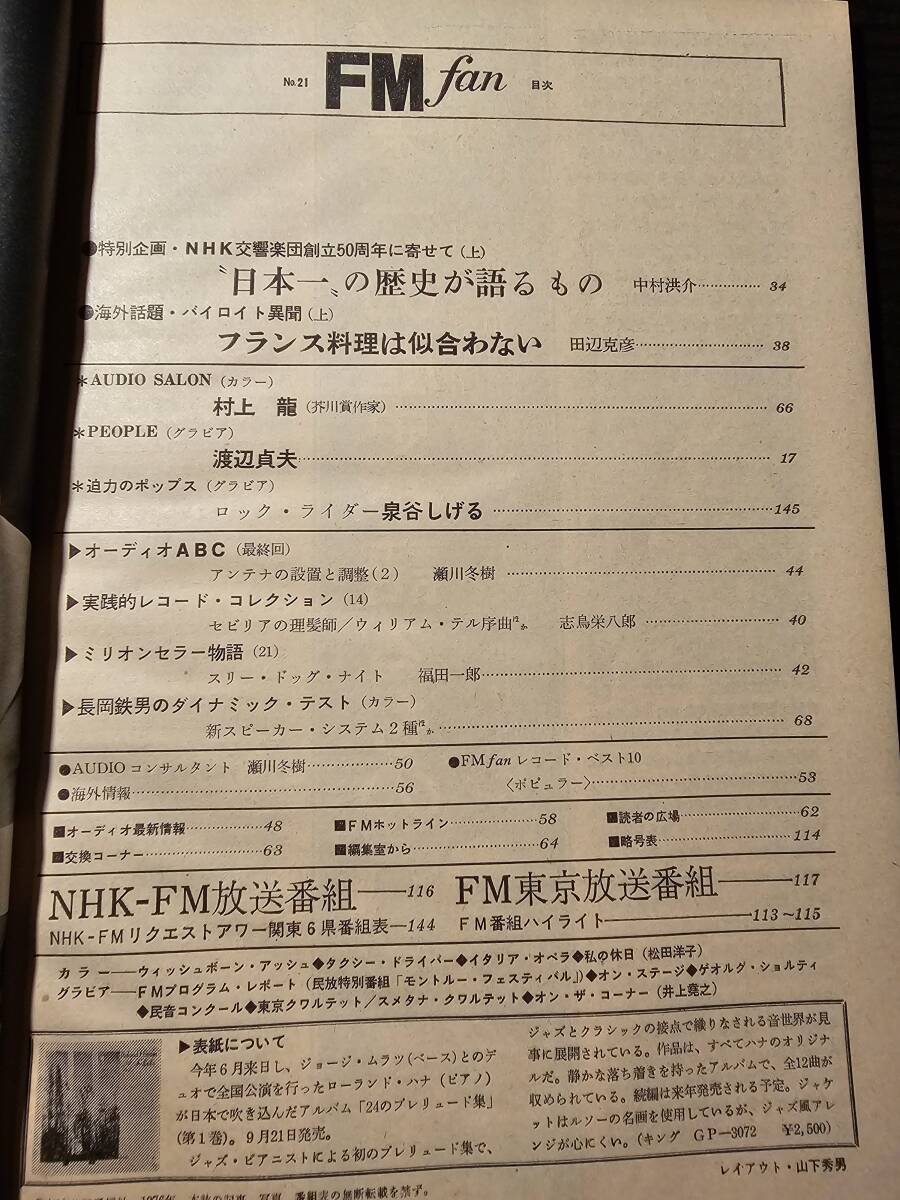 No.21 FM fan 目次
●特別企画・NHK交響楽団創立50周年に寄せて(上)
〝日本一〟の歴史が語るもの 中村洪介……………34
●海外話題・バイロイト異聞(上)
フランス料理は似合わない 田辺克彦……………38
＊AUDIO SALON(カラー)
村上 龍(芥川賞作家)……………66
＊PEOPLE(グラビア)
渡辺貞夫……………17
＊迫力のポップス(グラビア)
ロック・ライダー泉谷しげる……………145
▶オーディオABC(最終回)
アンテナの設置と調整(2) 瀬川冬樹……………44
▶実践的レコード・コレクション(14)
セビリアの理髪師／ウィリアム・テル序曲ほか 志鳥栄八郎……………40
▶ミリオンセラー物語(21)
スリー・ドッグ・ナイト 福田一郎……………42
▶長岡鉄男のダイナミック・テスト(カラー)
新スピーカー・システム2種ほか……………68
●AUDIOコンサルタント 瀬川冬樹……………50
●海外情報……………56
●FM fanレコード・ベスト10
〈ポピュラー〉……………53
■オーディオ最新情報……………48 ■FMホットライン……………58 ■読者の広場……………62
■交換コーナー……………63 ■編集室から……………64 ■略号表……………114
NHK-FM放送番組——116 FM東京放送番組——117
NHK-FMリクエストアワー関東6県番組表—144 FM番組ハイライト——113～115
カラー——ウィッシュボーン・アッシュ◆タクシー・ドライバー◆イタリア・オペラ◆私の休日(松田洋子)
グラビア——FMプログラム・レポート(民放特別番組「モントルー・フェスティバル」)◆オン・ステージ◆ゲオルグ・ショルティ
◆民音コンクール◆東京クワルテット／スメタナ・クワルテット◆オン・ザ・コーナー(井上堯之)
▶表紙について
今年6月来日し、ジョージ・ムラツ(ベース)とのデ
ュオで全国公演を行ったローランド・ハナ(ピアノ)
が日本で吹き込んだアルバム「24のプレリュード集」
(第1巻)。9月21日発売。
ジャズ・ピアニストによる初のプレリュード集で、
ジャズとクラシックの接点で織りなされる音世界が見
事に展開されている。作品は、すべてハナのオリジナ
ルだ。静かな落ち着きを持ったアルバムで、全12曲が
収められている。続編は来年発売される予定。ジャケ
ットはルソーの名画を使用しているが、ジャズ風アレ
ンジが心にくい。(キング GP—3072 ¥2,500)
レイアウト・山下秀男
1976年 本誌の記事、写真、番組表の無断転載を禁ず。